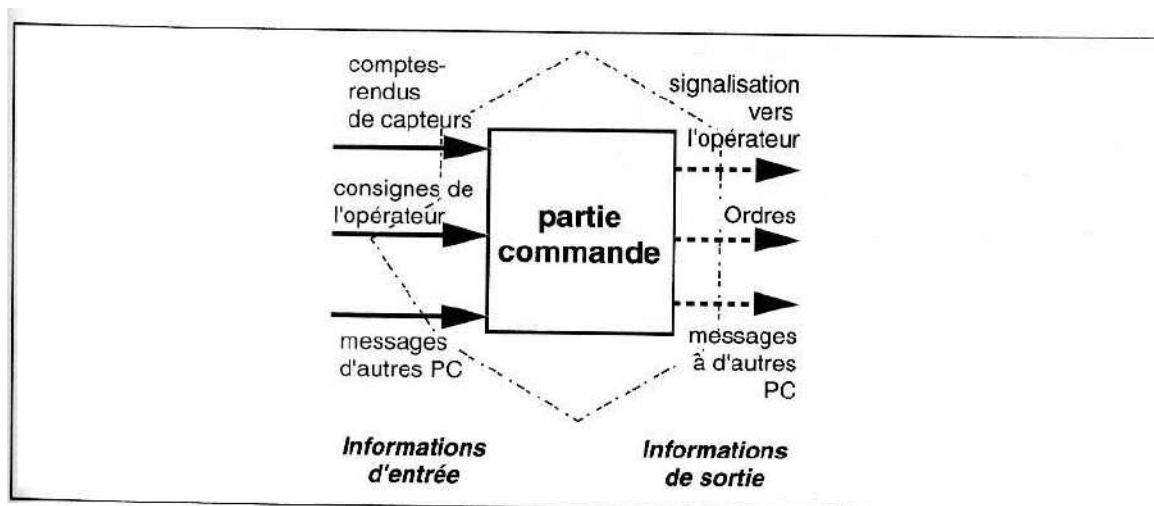 comptes-
rendus
de capteurs
consignes de
l'opérateur
messages
d'autres PC
partie
commande
signalisation
vers
l'opérateur
Ordres
messages
à d'autres
PC
Informations
d'entrée
Informations
de sortie